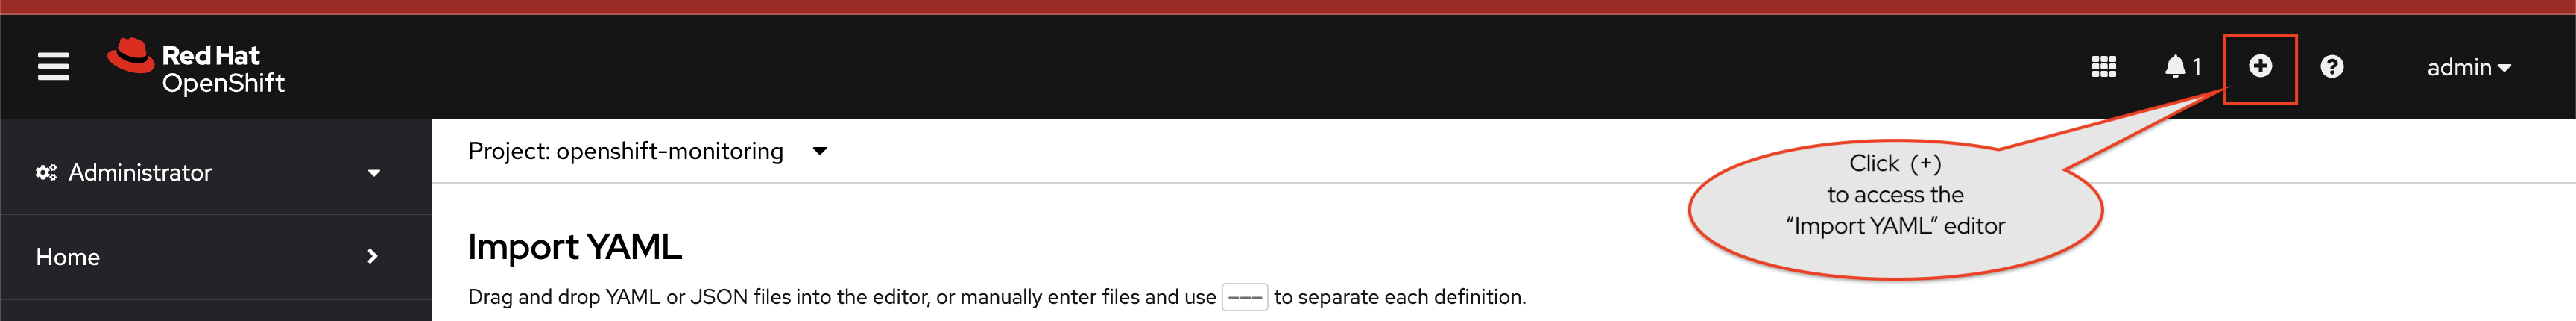 Red Hat
OpenShift
1
admin
Administrator
Project: openshift-monitoring
Click (+)
to access the
“Import YAML” editor
Home
Import YAML
Drag and drop YAML or JSON files into the editor, or manually enter files and use --- to separate each definition.